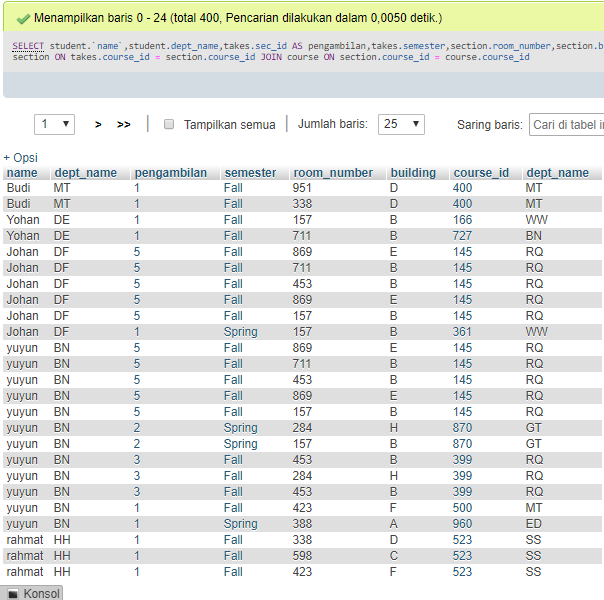 Menampilkan baris 0 - 24 (total 400, Pencarian dilakukan dalam 0,0050 detik.)
SELECT student.`name`,student.dept_name,takes.sec_id AS pengambilan,takes.semester,section.room_number,section.b
section ON takes.course_id = section.course_id JOIN course ON section.course_id = course.course_id
1 > >> Tampilkan semua Jumlah baris: 25 Saring baris: Cari di tabel in
+ Opsi
name dept_name pengambilan semester room_number building course_id dept_name
Budi MT 1 Fall 951 D 400 MT
Budi MT 1 Fall 338 D 400 MT
Yohan DE 1 Fall 157 B 166 WW
Yohan DE 1 Fall 711 B 727 BN
Johan DF 5 Fall 869 E 145 RQ
Johan DF 5 Fall 711 B 145 RQ
Johan DF 5 Fall 453 B 145 RQ
Johan DF 5 Fall 869 E 145 RQ
Johan DF 5 Fall 157 B 145 RQ
Johan DF 1 Spring 157 B 361 WW
yuyun BN 5 Fall 869 E 145 RQ
yuyun BN 5 Fall 711 B 145 RQ
yuyun BN 5 Fall 453 B 145 RQ
yuyun BN 5 Fall 869 E 145 RQ
yuyun BN 5 Fall 157 B 145 RQ
yuyun BN 2 Spring 284 H 870 GT
yuyun BN 2 Spring 157 B 870 GT
yuyun BN 3 Fall 453 B 399 RQ
yuyun BN 3 Fall 284 H 399 RQ
yuyun BN 3 Fall 453 B 399 RQ
yuyun BN 1 Fall 423 F 500 MT
yuyun BN 1 Spring 388 A 960 ED
rahmat HH 1 Fall 338 D 523 SS
rahmat HH 1 Fall 598 C 523 SS
rahmat HH 1 Fall 423 F 523 SS
Konsol